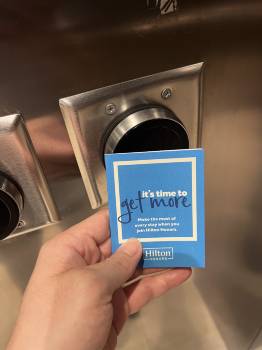 it's time to
get more
Make the most of
every stay when you
join Hilton Honors.
Hilton
HONORS